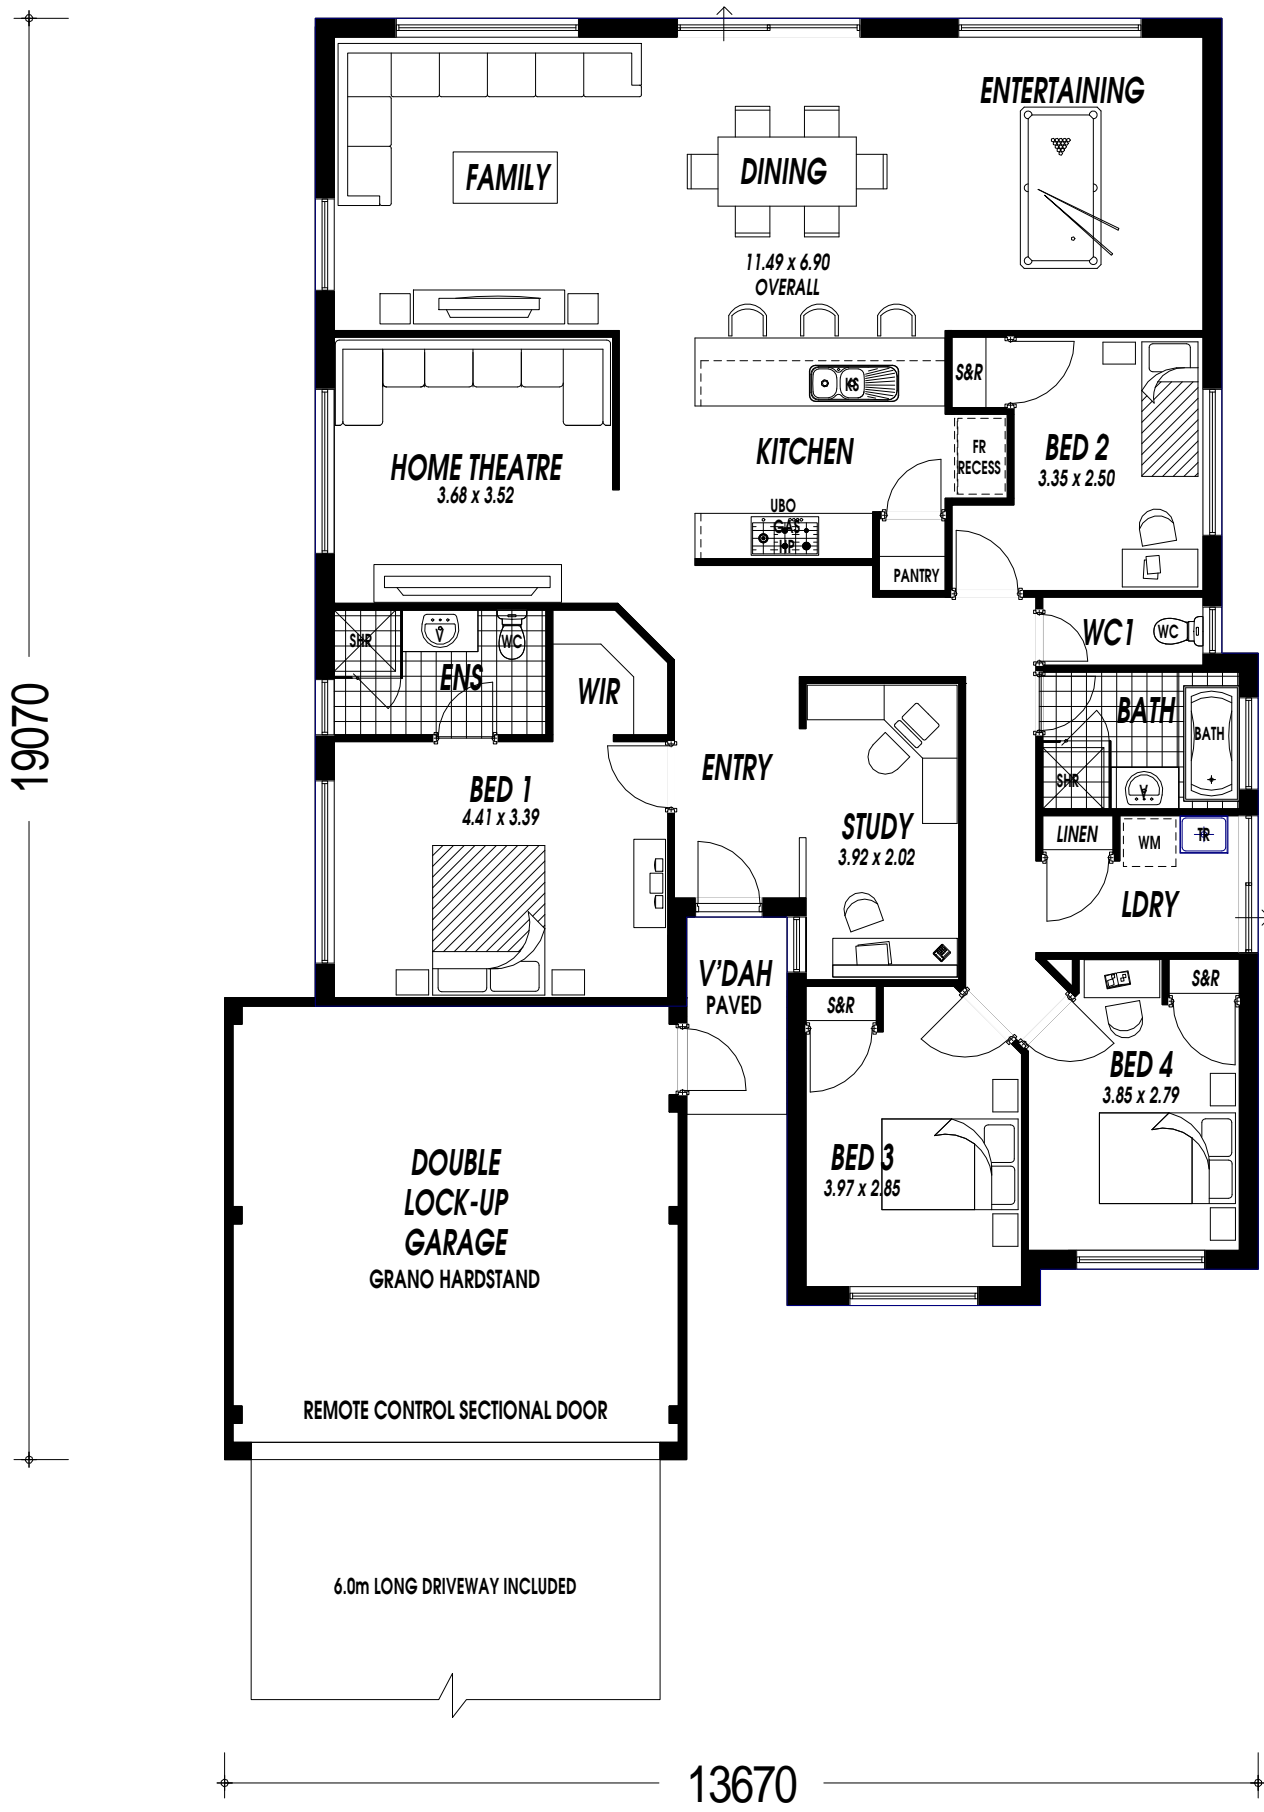 ENTERTAINING
FAMILY
DINING
11.49 x 6.90
OVERALL
S&R
KS
HOME THEATRE
3.68 x 3.52
KITCHEN
FR
RECESS
BED 2
3.35 x 2.50
UBO
GAS
HP
PANTRY
SHR
V
WC
ENS
WIR
WC1
WC
BATH
BATH
SHR
V
ENTRY
BED 1
4.41 x 3.39
STUDY
3.92 x 2.02
LINEN
WM
TR
LDRY
19070
V'DAH
PAVED
S&R
S&R
BED 4
3.85 x 2.79
BED 3
3.97 x 2.85
DOUBLE
LOCK-UP
GARAGE
GRANO HARDSTAND
REMOTE CONTROL SECTIONAL DOOR
6.0m LONG DRIVEWAY INCLUDED
13670